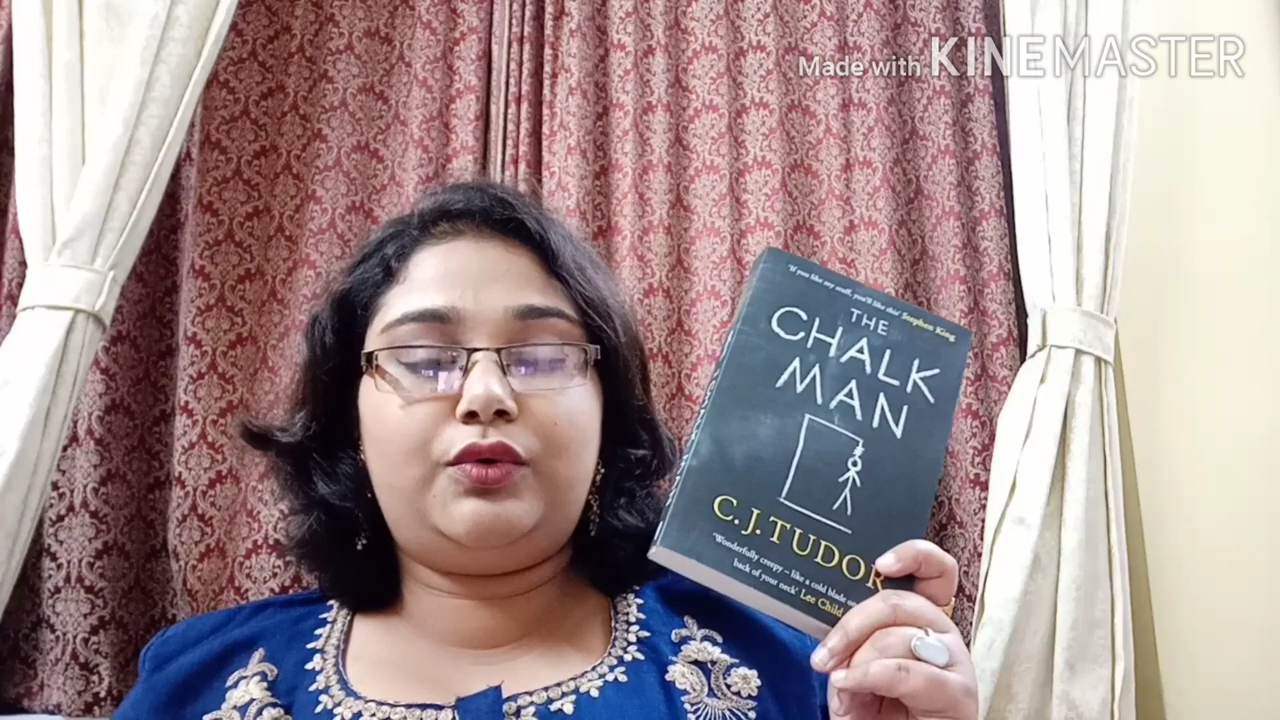 Made with KINEMASTER
'If you like my stuff, you'll like this' Stephen King
THE
CHALK
MAN
C.J. TUDOR
'Wonderfully creepy – like a cold blade on
back of your neck' Lee Child